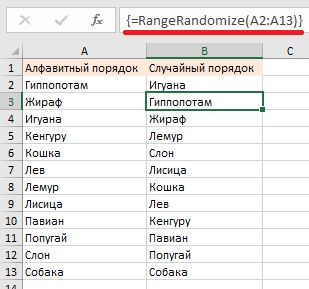 {=RangeRandomize(A2:A13)}
A B C
1 Алфавитный порядок Случайный порядок
2 Гиппопотам Игуана
3 Жираф Гиппопотам
4 Игуана Жираф
5 Кенгуру Лемур
6 Кошка Слон
7 Лев Лисица
8 Лемур Кошка
9 Лисица Лев
10 Павиан Кенгуру
11 Попугай Павиан
12 Слон Попугай
13 Собака Собака